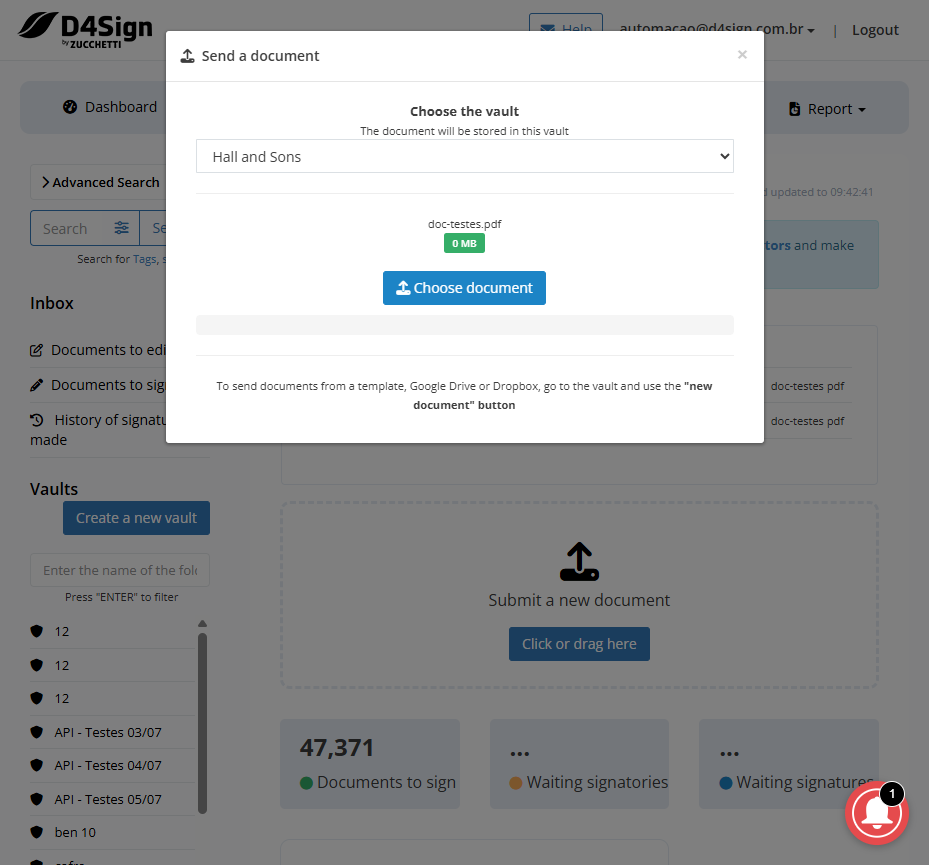 D4Sign
by ZUCCHETTI
Help
automacao@d4sign.com.br
|
Logout
Send a document
×
Dashboard
Report
Choose the vault
The document will be stored in this vault
Hall and Sons
Advanced Search
updated to 09:42:41
Search
Search for Tags,
doc-testes.pdf
0 MB
and make
Choose document
Inbox
Documents to
Documents to
History of
made
To send documents from a template, Google Drive or Dropbox, go to the vault and use the "new
document" button
doc-testes pdf
doc-testes pdf
Vaults
Create a new vault
Enter the name of the
Press "ENTER" to filter
12
12
12
API - Testes 03/07
API - Testes 04/07
API - Testes 05/07
ben 10
Submit a new document
Click or drag here
47,371
Documents to sign
...
Waiting signatories
...
Waiting signatures
1